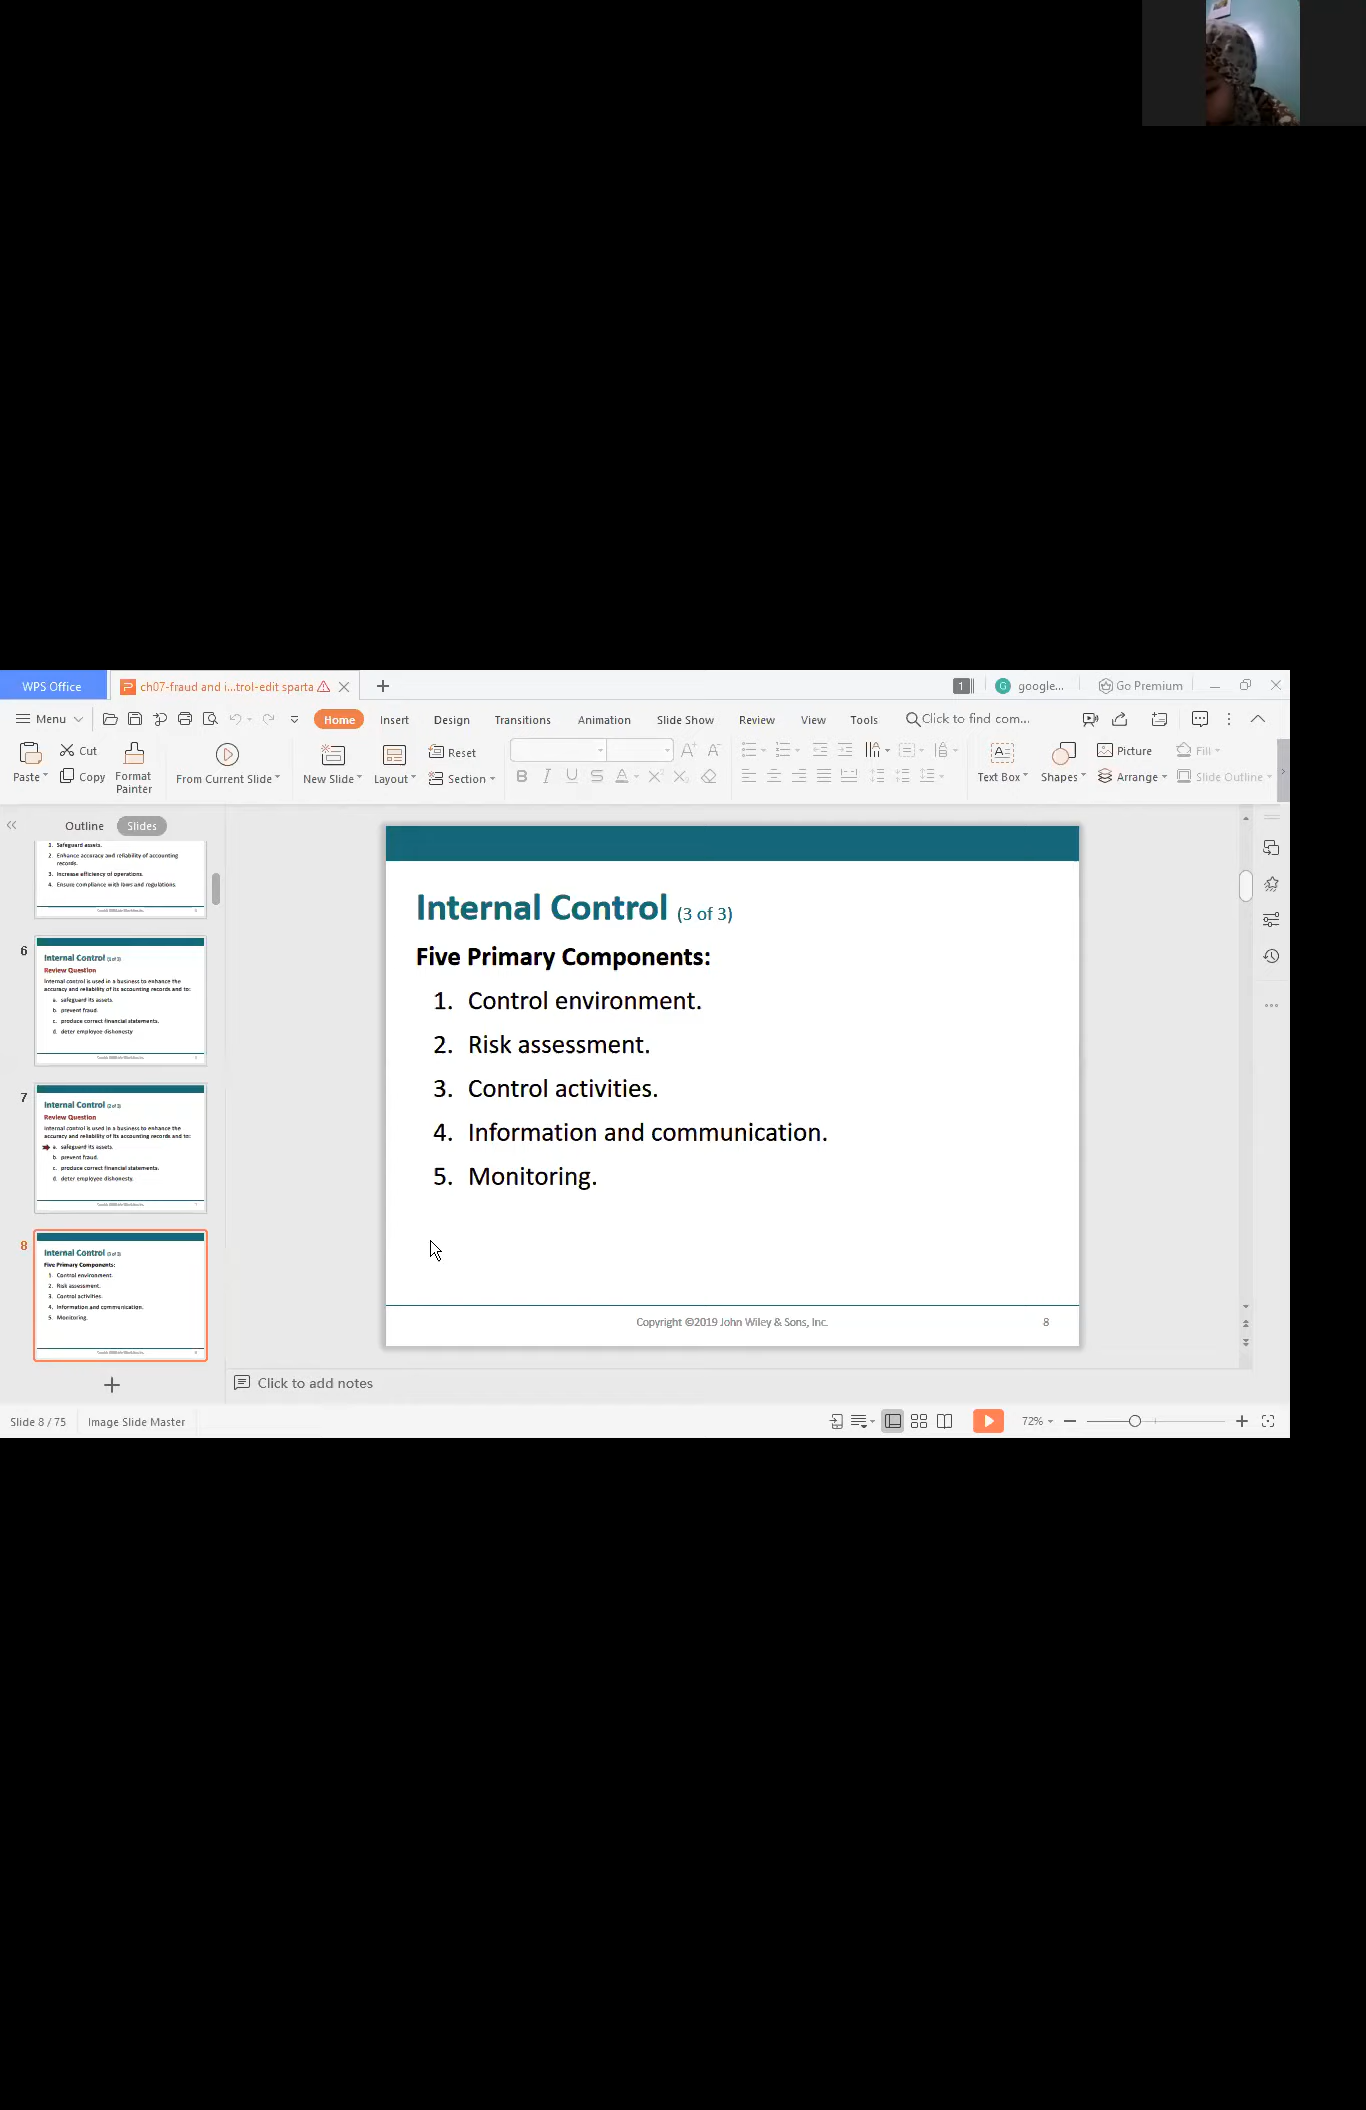 WPS Office
ch07-fraud and i...trol-edit sparta
1
G google...
Go Premium
Menu
Home Insert Design Transitions Animation Slide Show Review View Tools Click to find com...
Paste Cut Copy Format Painter From Current Slide New Slide Layout Reset Section
B I U S A X² X₂
Text Box Shapes Picture Arrange Fill Slide Outline
Outline Slides
1. Safeguard assets.
2. Enhance accuracy and reliability of accounting
records.
3. Increase efficiency of operations.
4. Ensure compliance with laws and regulations.
6
Internal Control
Review Question
Internal control is used in a business to enhance the
accuracy and reliability of its accounting records and to:
a. safeguard its assets.
b. prevent fraud.
c. produce correct financial statements.
d. deter employee dishonesty
7
Internal Control
Review Question
Internal control is used in a business to enhance the
accuracy and reliability of its accounting records and to:
a. safeguard its assets.
b. prevent fraud.
c. produce correct financial statements.
d. deter employee dishonesty.
8
Internal Control
Five Primary Components:
1. Control environment.
2. Risk assessment.
3. Control activities.
4. Information and communication.
5. Monitoring.
Internal Control (3 of 3)
Five Primary Components:
1. Control environment.
2. Risk assessment.
3. Control activities.
4. Information and communication.
5. Monitoring.
Copyright ©2019 John Wiley & Sons, Inc.
8
Click to add notes
Slide 8 / 75
Image Slide Master
72%